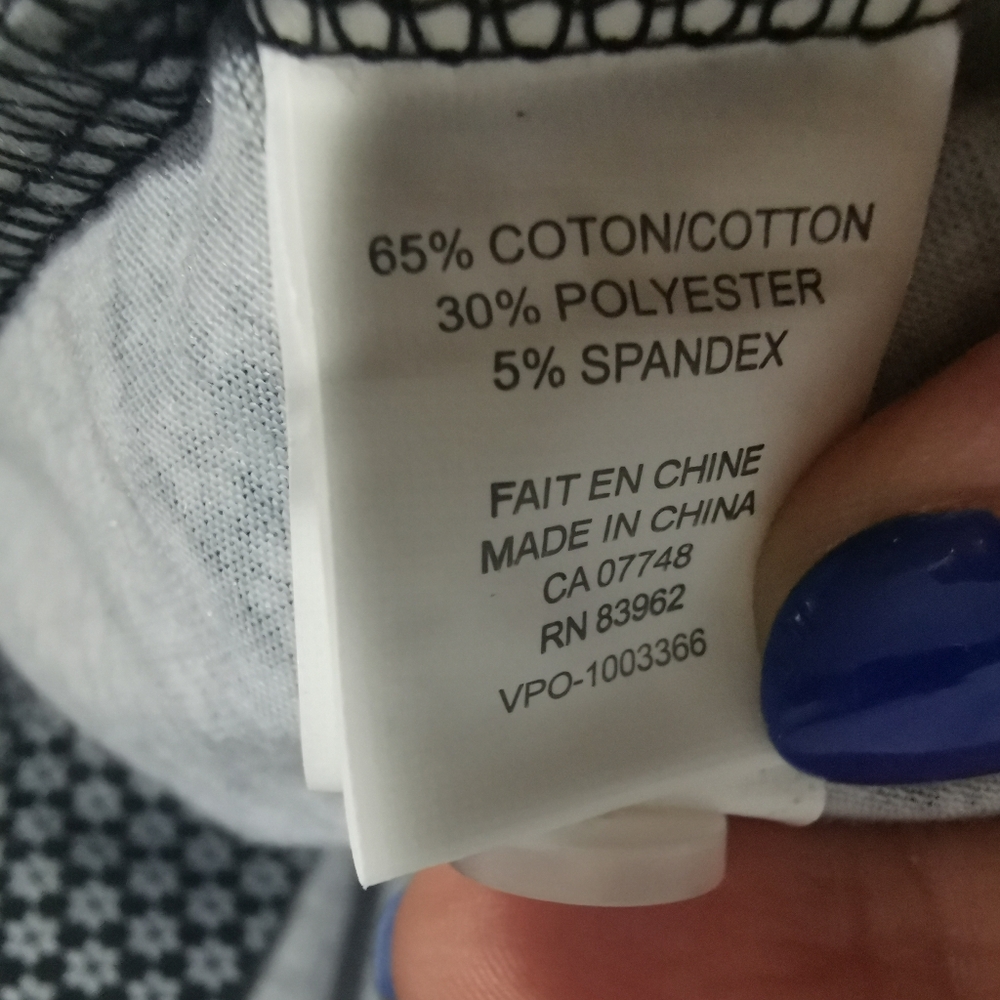 65% COTON/COTTON
30% POLYESTER
5% SPANDEX
FAIT EN CHINE
MADE IN CHINA
CA 07748
RN 83962
VPO-1003366